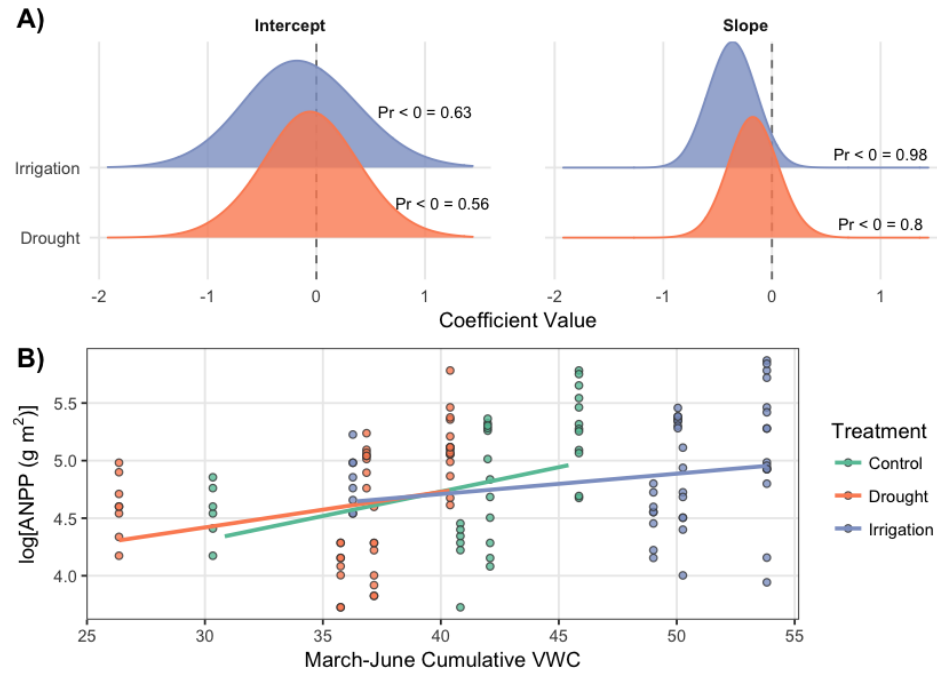 A)
Intercept
Slope
Pr < 0 = 0.63
Pr < 0 = 0.98
Irrigation
Pr < 0 = 0.56
Pr < 0 = 0.8
Drought
-2 -1 0 1 -2 -1 0 1
Coefficient Value
B)
log[ANPP (g m²)]
5.5
5.0
4.5
4.0
25 30 35 40 45 50 55
March-June Cumulative VWC
Treatment
Control
Drought
Irrigation